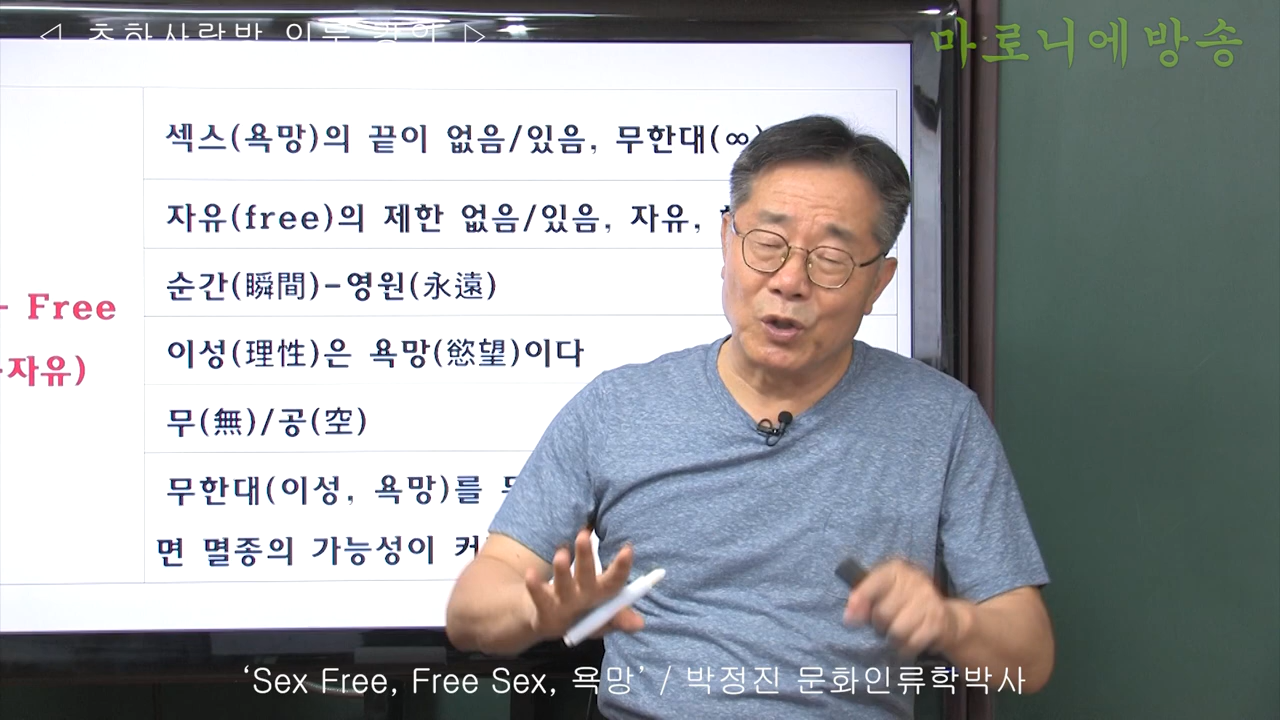 마로니에방송
섹스(욕망)의 끝이 없음/있음, 무한대(∞)
자유(free)의 제한 없음/있음, 자유,
순간(瞬間)-영원(永遠)
- Free
이성(理性)은 욕망(慾望)이다
자유)
무(無)/공(空)
무한대(이성, 욕망)를
면 멸종의 가능성이
'Sex Free, Free Sex, 욕망' / 박정진 문화인류학박사